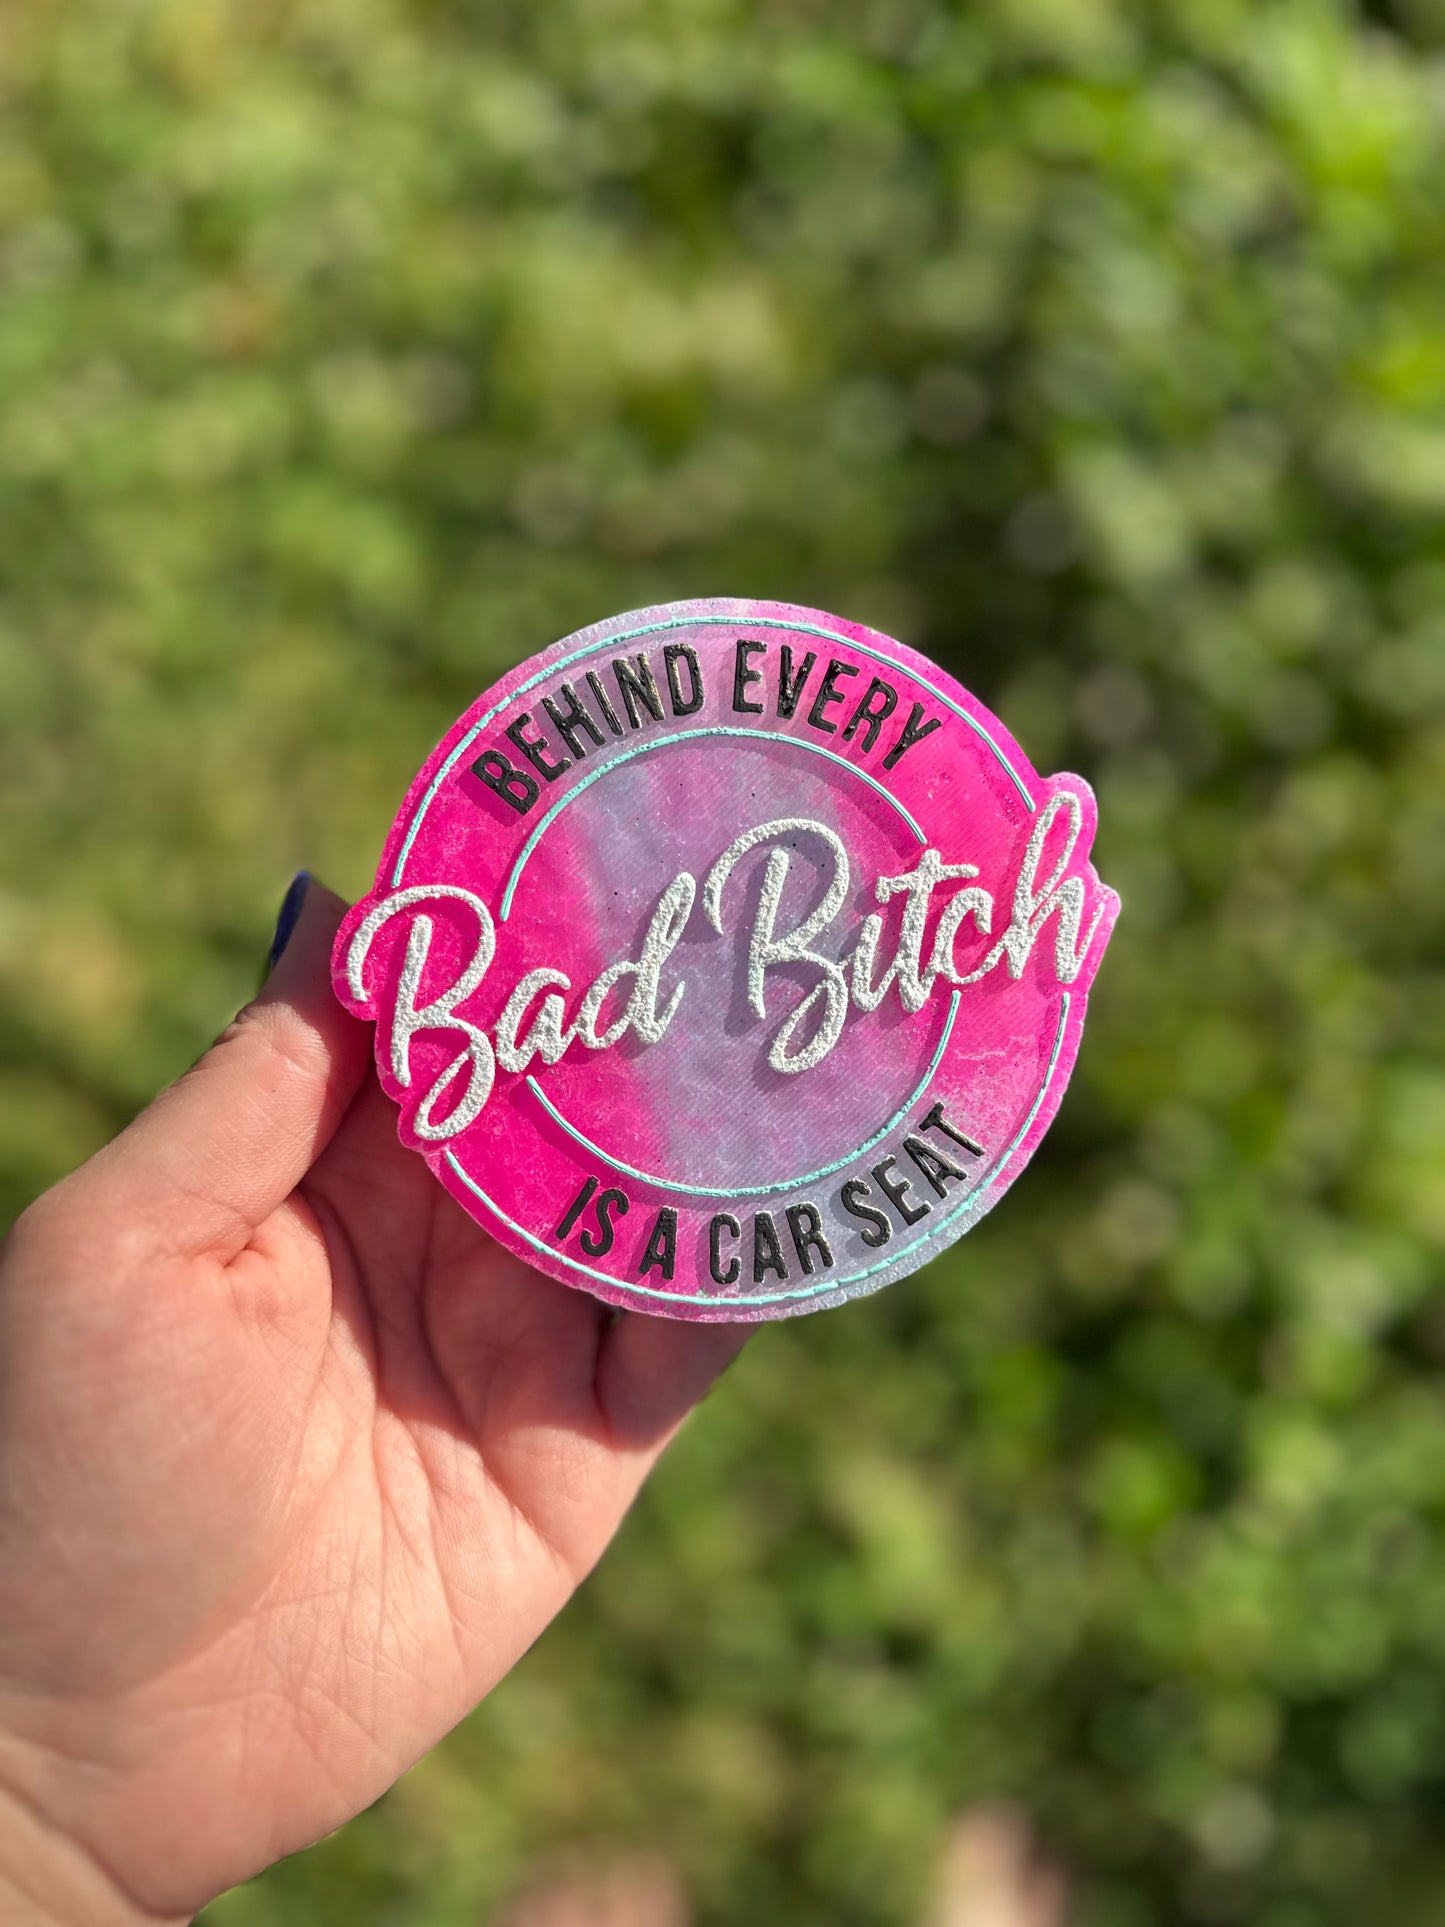 BEHIND EVERY
Bad Bitch
IS A CAR SEAT